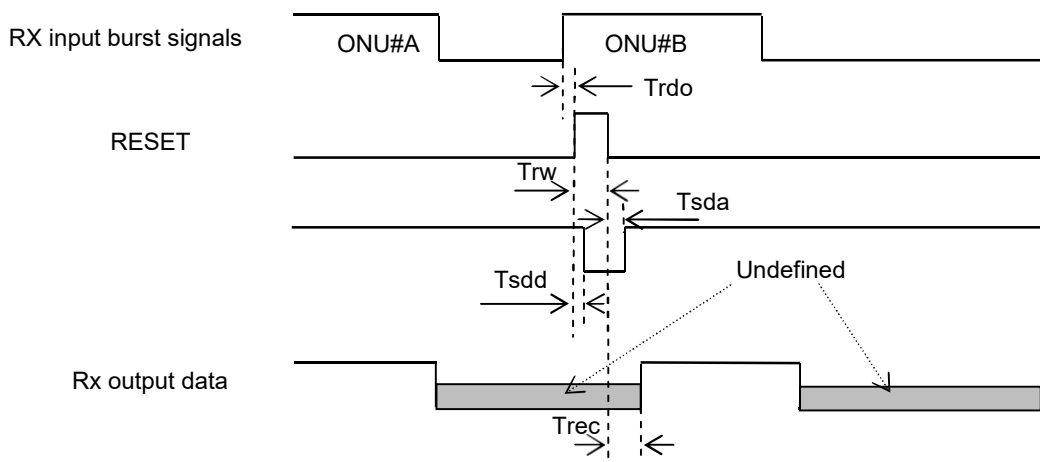 RX input burst signals
ONU#A
ONU#B
Trdo
RESET
Trw
Tsda
Tsdd
Undefined
Rx output data
Trec